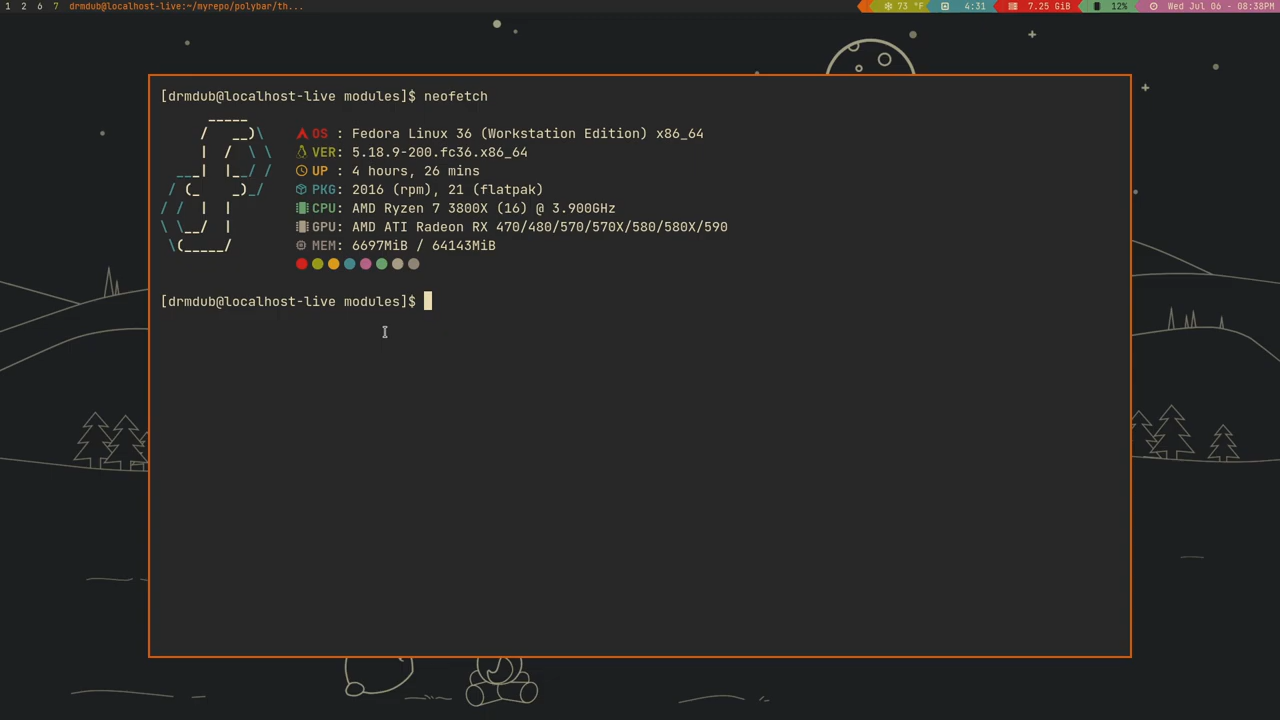 1 2 6 7 drmdub@localhost-live:~/myrepo/polybar/th... 73 °F 4:31 7.25 GiB 12% Wed Jul 06 - 08:38PM
[drmdub@localhost-live modules]$ neofetch
OS : Fedora Linux 36 (Workstation Edition) x86_64
VER: 5.18.9-200.fc36.x86_64
UP : 4 hours, 26 mins
PKG: 2016 (rpm), 21 (flatpak)
CPU: AMD Ryzen 7 3800X (16) @ 3.900GHz
GPU: AMD ATI Radeon RX 470/480/570/570X/580/580X/590
MEM: 6697MiB / 64143MiB
[drmdub@localhost-live modules]$